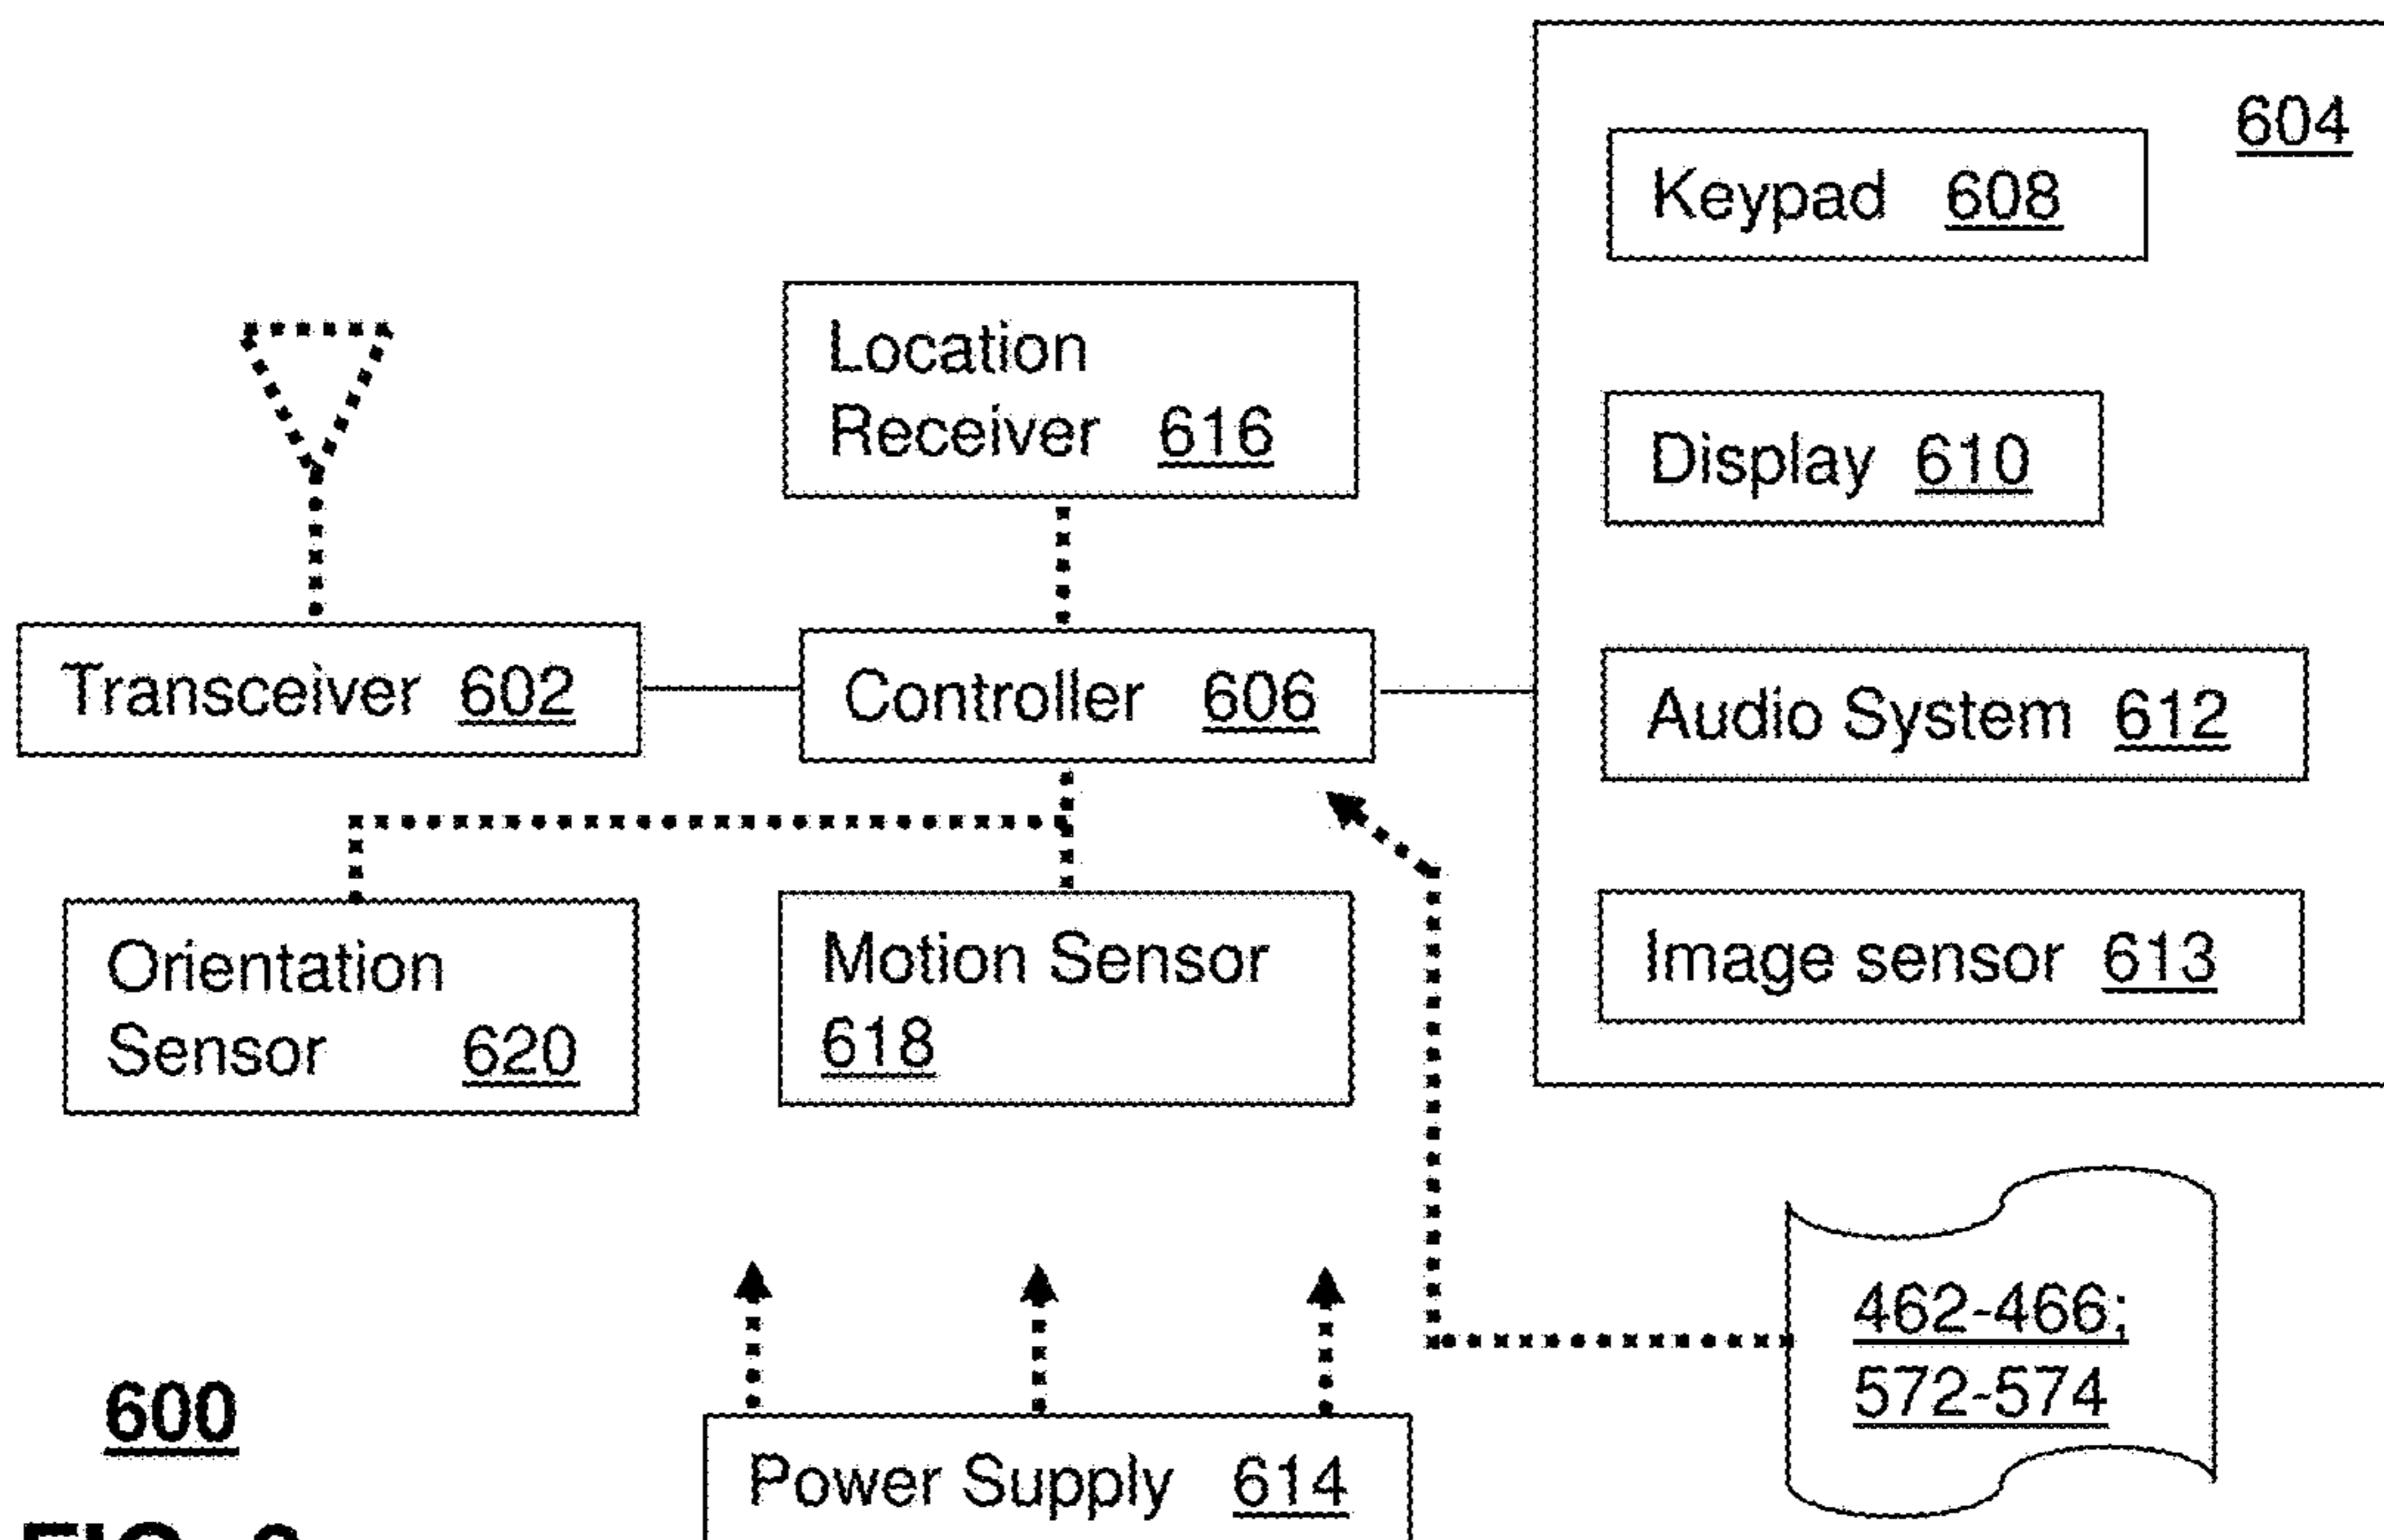 604
Keypad 608
Location
Receiver 616
Display 610
Transceiver 602
Controller 606
Audio System 612
Orientation
Sensor 620
Motion Sensor
618
Image sensor 613
462-466;
572-574
600
Power Supply 614